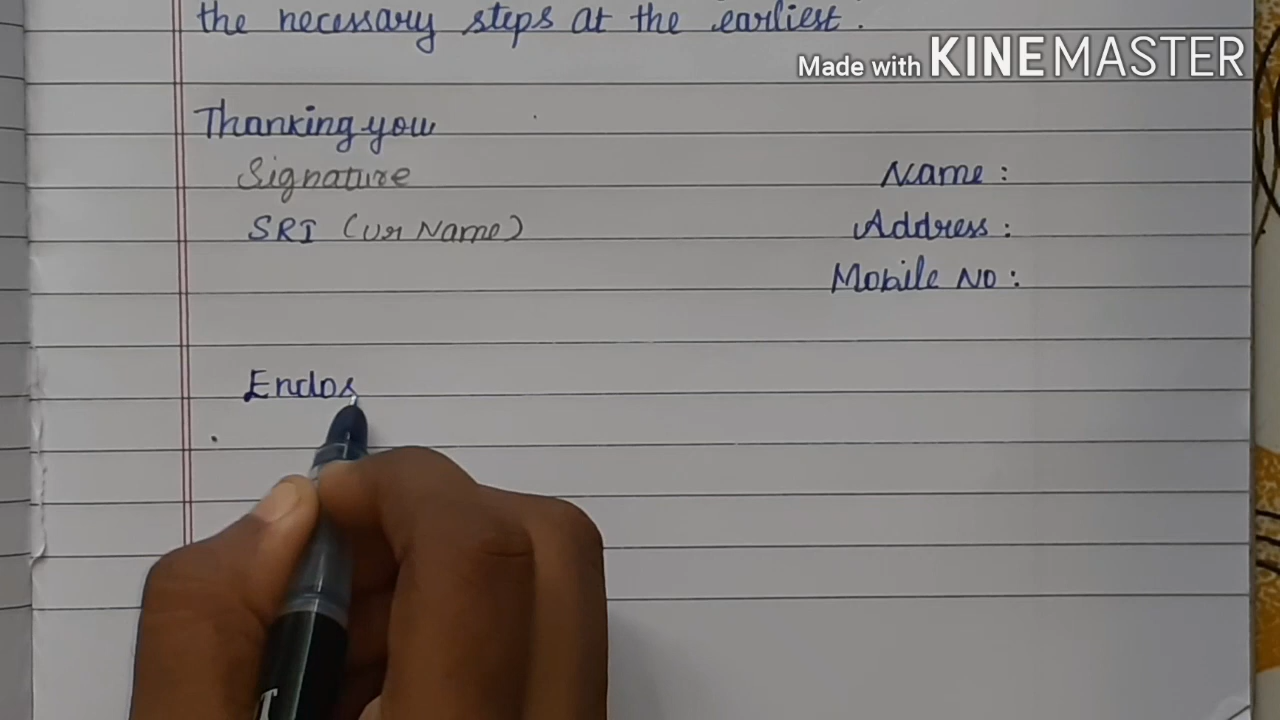 the necessary steps at the earliest.
Made with KINEMASTER
Thanking you
Signature
Name :
SRI (Ur Name)
Address :
Mobile No :
Endos